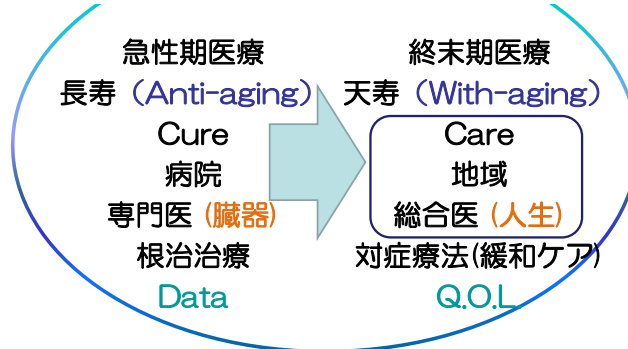 急性期医療
長寿（Anti-aging）
Cure
病院
専門医（臓器）
根治治療
Data
終末期医療
天寿（With-aging）
Care
地域
総合医（人生）
対症療法(緩和ケア)
Q.O.L.